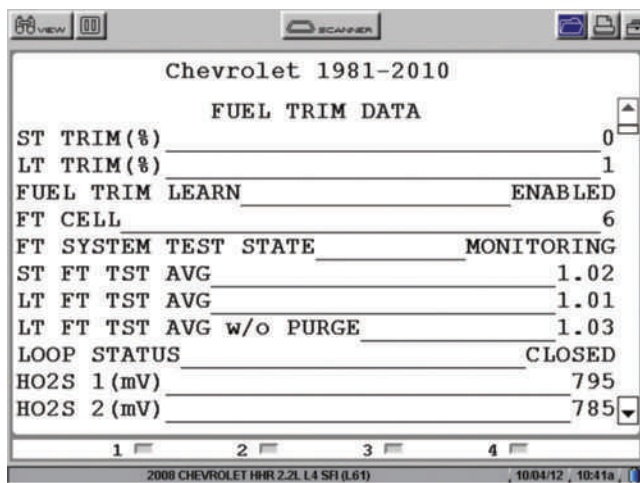 VIEW SCANNER
Chevrolet 1981-2010
FUEL TRIM DATA
ST TRIM(%) 0
LT TRIM(%) 1
FUEL TRIM LEARN ENABLED
FT CELL 6
FT SYSTEM TEST STATE MONITORING
ST FT TST AVG 1.02
LT FT TST AVG 1.01
LT FT TST AVG w/o PURGE 1.03
LOOP STATUS CLOSED
HO2S 1(mV) 795
HO2S 2(mV) 785
1 2 3 4
2008 CHEVROLET HHR 2.2L L4 SFI (L61) 10/04/12 , 10:41a ,